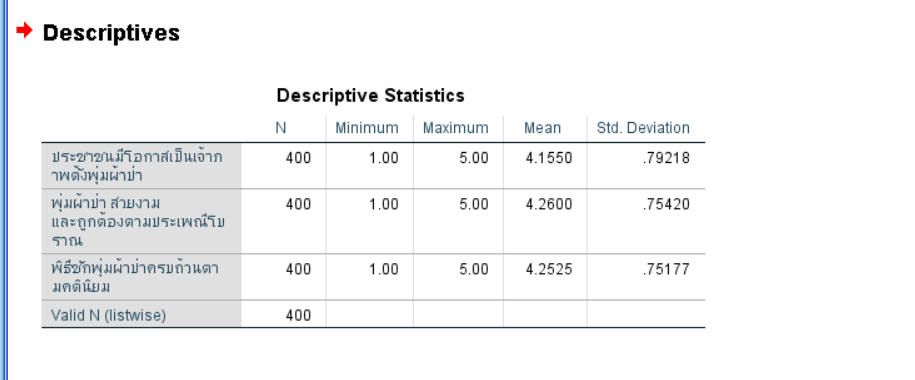 Descriptives
Descriptive Statistics
N Minimum Maximum Mean Std. Deviation
ประชาชนมีโอกาสเป็นเจ้าภ
าพตั้งพุ่มผ้าป่า 400 1.00 5.00 4.1550 .79218
พุ่มผ้าป่า สวยงาม
และถูกต้องตามประเพณีโบ
ราณ 400 1.00 5.00 4.2600 .75420
พิธีชักพุ่มผ้าป่าครบถ้วนตา
มคตินิยม 400 1.00 5.00 4.2525 .75177
Valid N (listwise) 400